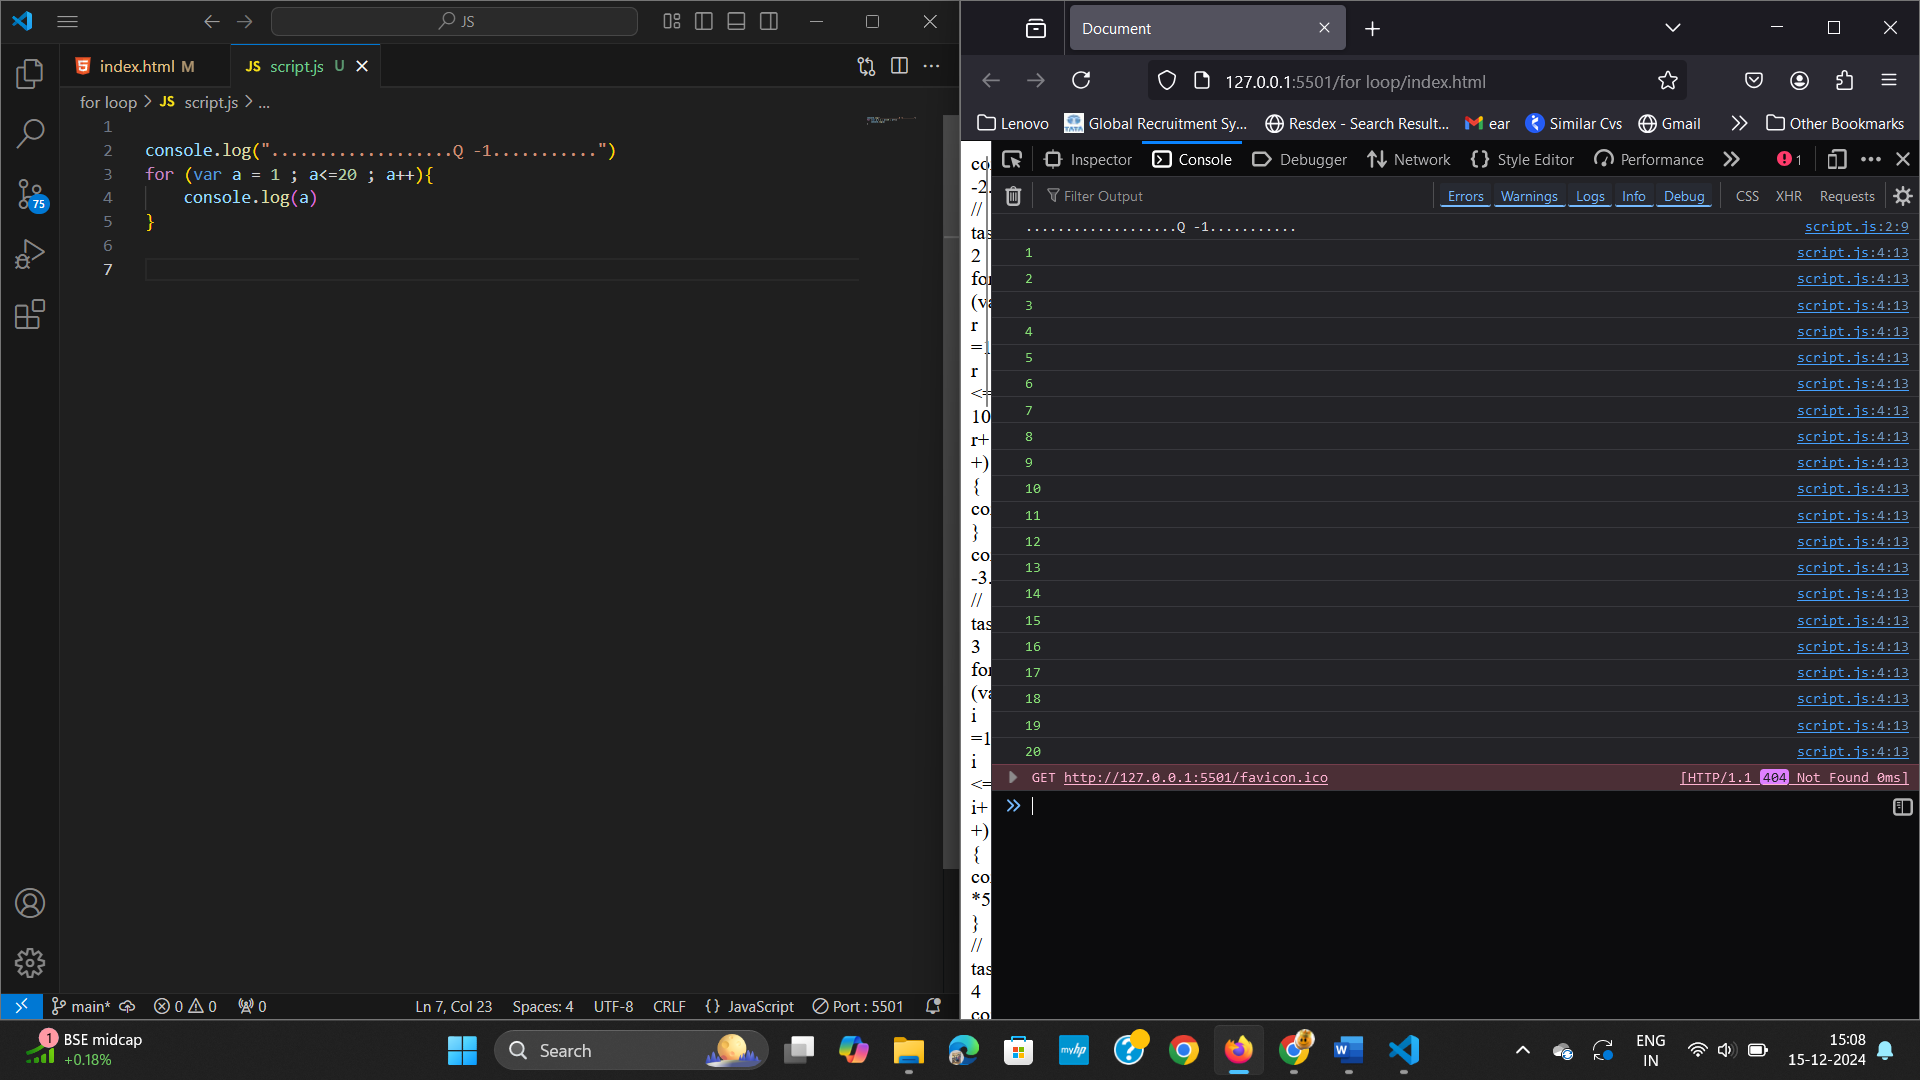 JS
index.html M
JS script.js U
for loop > JS script.js > ...
1
2 console.log("...................Q -1...........")
3 for (var a = 1 ; a<=20 ; a++){
4 console.log(a)
5 }
6
7
75
main* 0 0 0 Ln 7, Col 23 Spaces: 4 UTF-8 CRLF {} JavaScript Port : 5501
Document
127.0.0.1:5501/for loop/index.html
Lenovo TATA Global Recruitment Sy... Resdex - Search Result... ear Similar Cvs Gmail Other Bookmarks
Inspector Console Debugger Network Style Editor Performance 1
Filter Output Errors Warnings Logs Info Debug CSS XHR Requests
...................Q -1........... script.js:2:9
1 script.js:4:13
2 script.js:4:13
3 script.js:4:13
4 script.js:4:13
5 script.js:4:13
6 script.js:4:13
7 script.js:4:13
8 script.js:4:13
9 script.js:4:13
10 script.js:4:13
11 script.js:4:13
12 script.js:4:13
13 script.js:4:13
14 script.js:4:13
15 script.js:4:13
16 script.js:4:13
17 script.js:4:13
18 script.js:4:13
19 script.js:4:13
20 script.js:4:13
GET http://127.0.0.1:5501/favicon.ico [HTTP/1.1 404 Not Found 0ms]
co
-2.
//
tas
2
for
(va
r
=1
r
<=
10
r+
+)
{
co
}
co
-3.
//
tas
3
for
(va
i
=1
i
<=
i+
+)
{
co
*5
}
//
tas
4
co
1 BSE midcap
+0.18%
Search
myhp
ENG
IN
15:08
15-12-2024